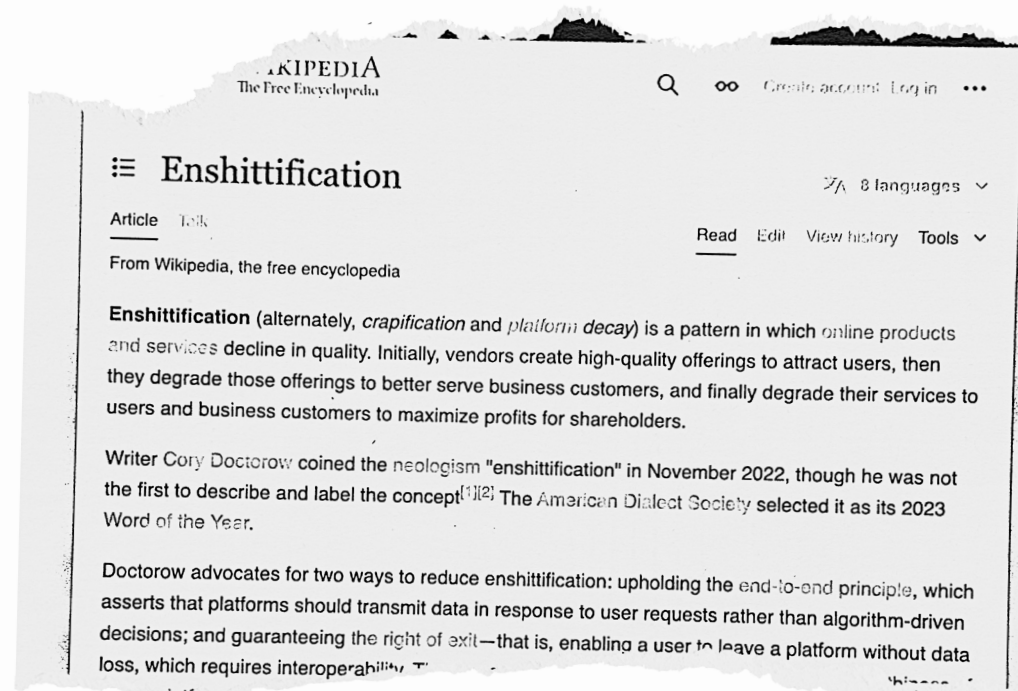 The Free Encyclopedia
Create account Log in
Enshittification
8 languages
Article Talk
Read Edit View history Tools
From Wikipedia, the free encyclopedia
Enshittification (alternately, crapification and platform decay) is a pattern in which online products
and services decline in quality. Initially, vendors create high-quality offerings to attract users, then
they degrade those offerings to better serve business customers, and finally degrade their services to
users and business customers to maximize profits for shareholders.
Writer Cory Doctorow coined the neologism "enshittification" in November 2022, though he was not
the first to describe and label the concept[1][2] The American Dialect Society selected it as its 2023
Word of the Year.
Doctorow advocates for two ways to reduce enshittification: upholding the end-to-end principle, which
asserts that platforms should transmit data in response to user requests rather than algorithm-driven
decisions; and guaranteeing the right of exit—that is, enabling a user to leave a platform without data
loss, which requires interoperability.